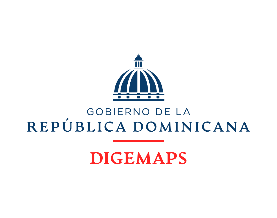 GOBIERNO DE LA
REPÚBLICA DOMINICANA
DIGEMAPS